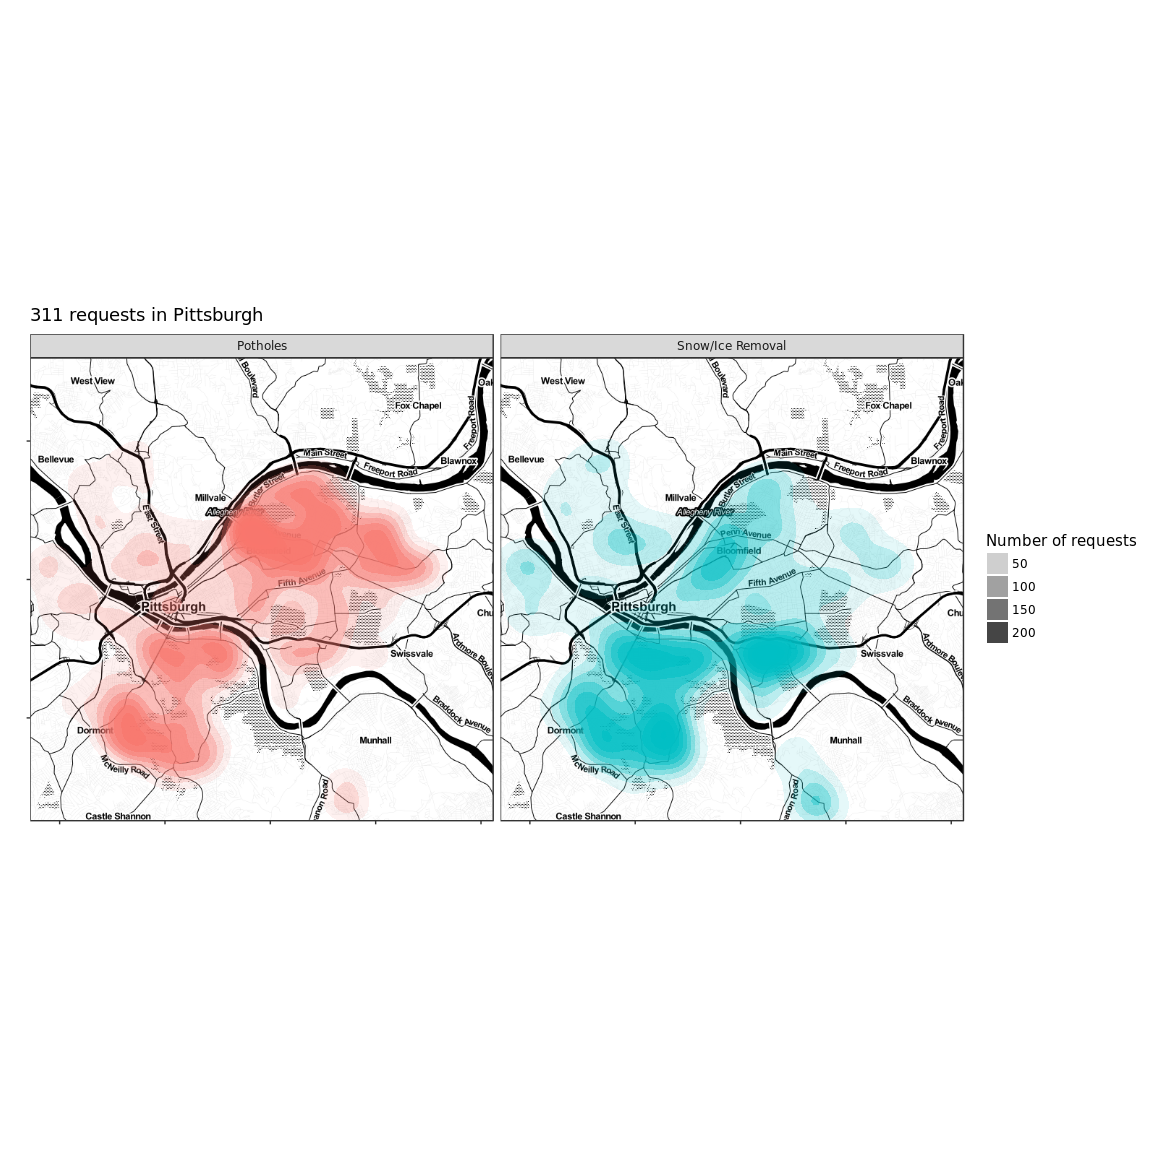 311 requests in Pittsburgh
Potholes
Snow/Ice Removal
Boulevard
West View
Oak
Fox Chapel
Freeport Road
Main Street
Bellevue
Blawnox
Freeport Road
Butler Street
Millvale
Allegheny
East Street
Fifth Avenue
Pittsburgh
Chu
Swissvale
Ardmore Boulev
Braddock Avenue
Dormont
Munhall
McNeilly Road
anon Road
Castle Shannon
Boulevard
West View
Oak
Fox Chapel
Freeport Road
Main Street
Bellevue
Blawnox
Freeport Road
Butler Street
Millvale
Allegheny River
East Street
Penn Avenue
Bloomfield
Fifth Avenue
Pittsburgh
Chu
Swissvale
Ardmore Boulev
Braddock Avenue
Dormont
Munhall
McNeilly Road
anon Road
Castle Shannon
Number of requests
50
100
150
200